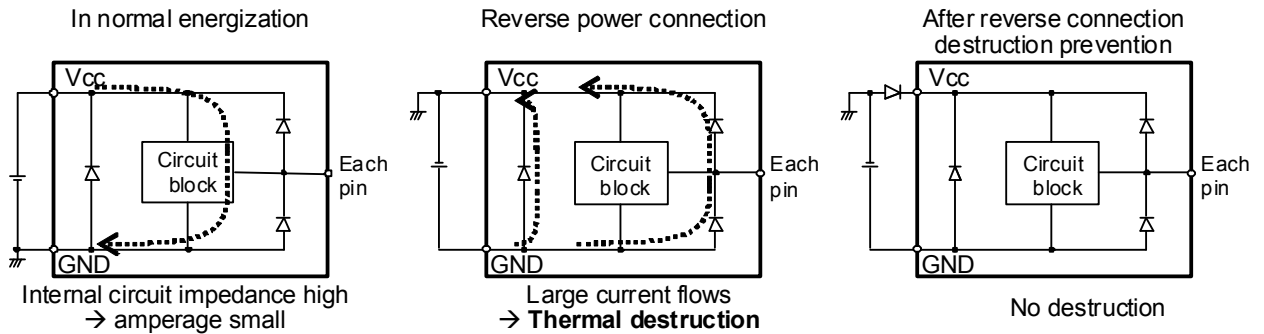 In normal energization
Vcc
Circuit
block
Each
pin
GND
Internal circuit impedance high
→ amperage small
Reverse power connection
Vcc
Circuit
block
Each
pin
GND
Large current flows
→ Thermal destruction
After reverse connection
destruction prevention
Vcc
Circuit
block
Each
pin
GND
No destruction